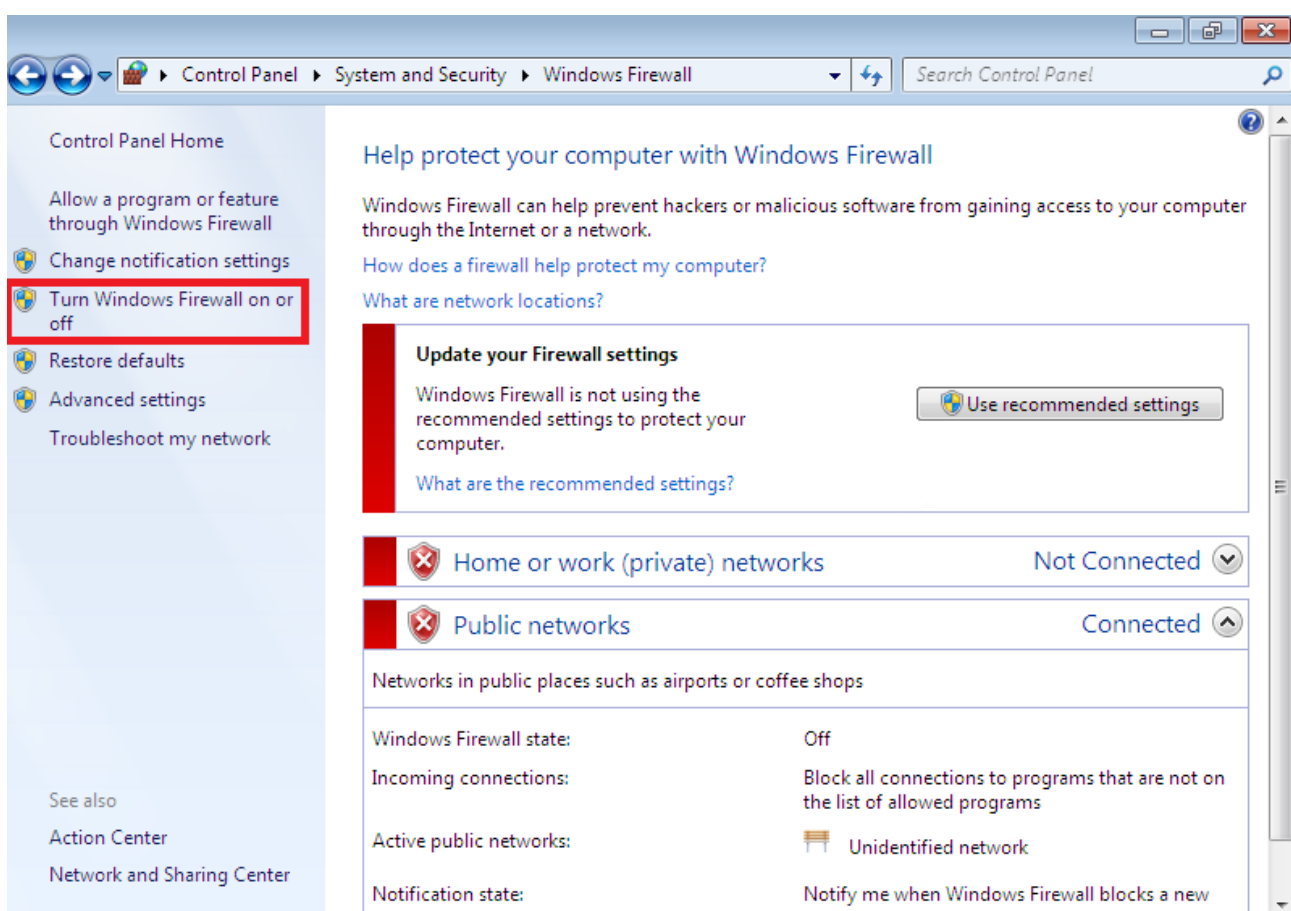 Control Panel System and Security Windows Firewall Search Control Panel
Control Panel Home
Allow a program or feature
through Windows Firewall
Change notification settings
Turn Windows Firewall on or
off
Restore defaults
Advanced settings
Troubleshoot my network
See also
Action Center
Network and Sharing Center
Help protect your computer with Windows Firewall
Windows Firewall can help prevent hackers or malicious software from gaining access to your computer
through the Internet or a network.
How does a firewall help protect my computer?
What are network locations?
Update your Firewall settings
Windows Firewall is not using the
recommended settings to protect your
computer.
Use recommended settings
What are the recommended settings?
Home or work (private) networks Not Connected
Public networks Connected
Networks in public places such as airports or coffee shops
Windows Firewall state: Off
Incoming connections: Block all connections to programs that are not on
the list of allowed programs
Active public networks: Unidentified network
Notification state: Notify me when Windows Firewall blocks a new